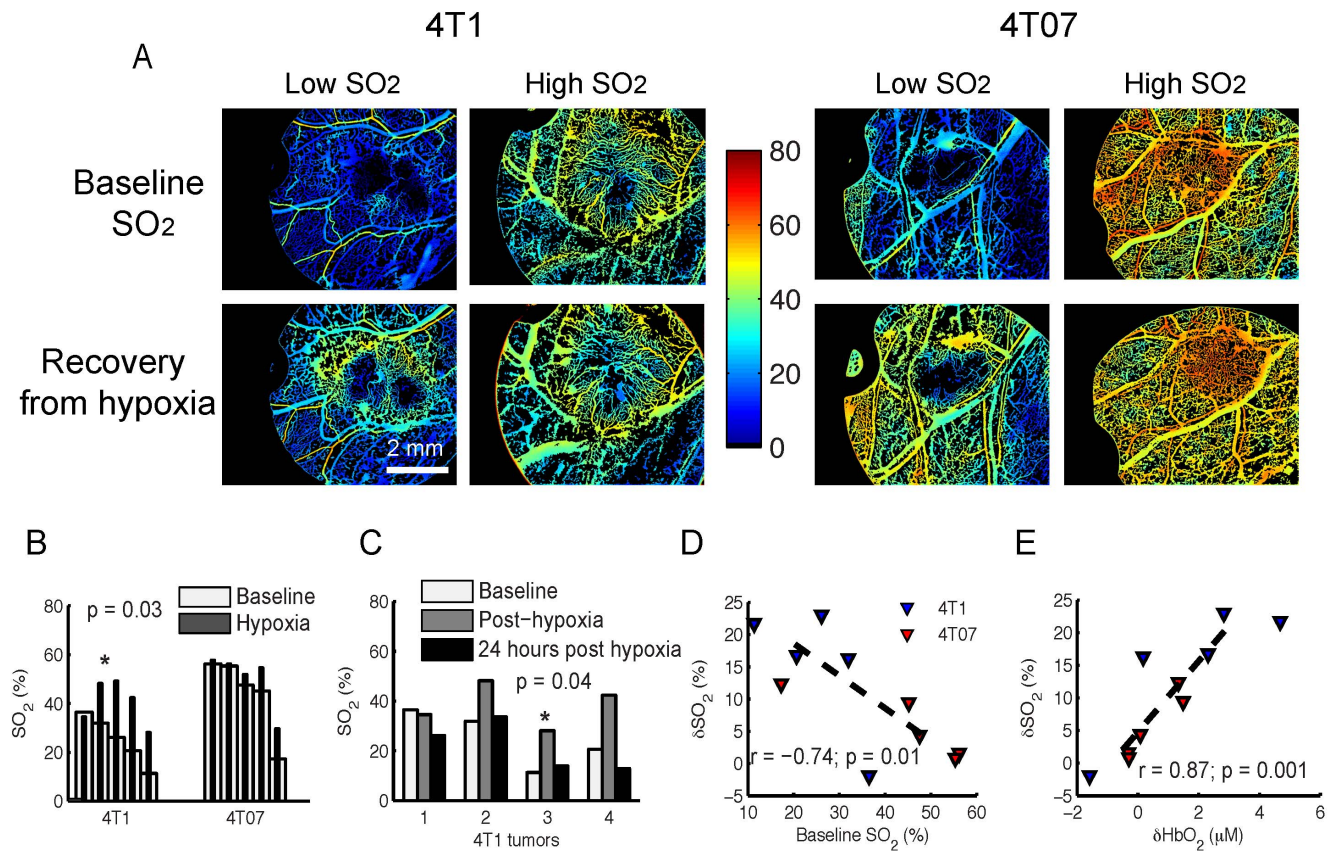 4T1
4T07
A
Low SO2
High SO2
Low SO2
High SO2
Baseline
SO2
80
60
40
20
0
Recovery
from hypoxia
2 mm
B
80
60
40
20
0
SO2 (%)
p = 0.03
Baseline
Hypoxia
*
4T1
4T07
C
Baseline
Post-hypoxia
24 hours post hypoxia
80
60
40
20
0
SO2 (%)
p = 0.04
*
1
2
3
4
4T1 tumors
D
25
20
15
10
5
0
−5
δSO2 (%)
4T1
4T07
r = −0.74; p = 0.01
10
20
30
40
50
60
Baseline SO2 (%)
E
25
20
15
10
5
0
−5
δSO2 (%)
r = 0.87; p = 0.001
−2
0
2
4
6
δHbO2 (μM)